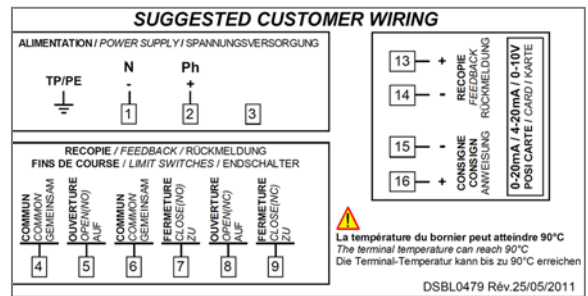 SUGGESTED CUSTOMER WIRING
ALIMENTATION / POWER SUPPLY / SPANNUNGSVERSORGUNG
TP/PE
N
-
Ph
+
1
2
3
RECOPIE / FEEDBACK / RÜCKMELDUNG
FINS DE COURSE / LIMIT SWITCHES / ENDSCHALTER
COMMUN
COMMON
GEMEINSAM
OUVERTURE
OPEN(NO)
AUF
COMMUN
COMMON
GEMEINSAM
FERMETURE
CLOSE(NO)
ZU
OUVERTURE
OPEN(NC)
AUF
FERMETURE
CLOSE(NC)
ZU
4
5
6
7
8
9
13 - +
14 - -
RECOPIE
FEEDBACK
RÜCKMELDUNG
15 - -
16 - +
CONSIGNE
CONSIGN
ANWEISUNG
0-20mA / 4-20mA / 0-10V
POSI CARTE / CARD / KARTE
La température du bornier peut atteindre 90°C
The terminal temperature can reach 90°C
Die Terminal-Temperatur kann bis zu 90°C erreichen
DSBL0479 Rév.25/05/2011